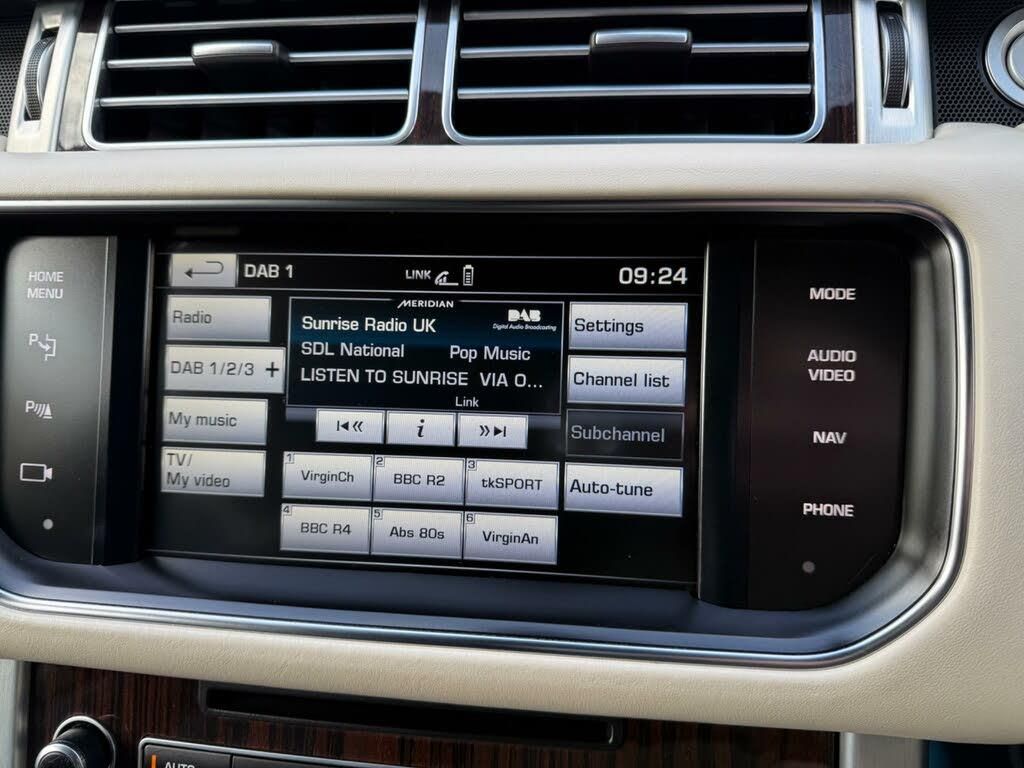 HOME
MENU
DAB 1
LINK
09:24
MODE
Radio
MERIDIAN
Sunrise Radio UK
DAB
Digital Audio Broadcasting
Settings
AUDIO
VIDEO
P
DAB 1/2/3 +
SDL National
Pop Music
LISTEN TO SUNRISE VIA O...
Channel list
Link
P
My music
i
Subchannel
NAV
TV/
My video
1 VirginCh
2 BBC R2
3 tkSPORT
Auto-tune
PHONE
4 BBC R4
5 Abs 80s
6 VirginAn
AUTO